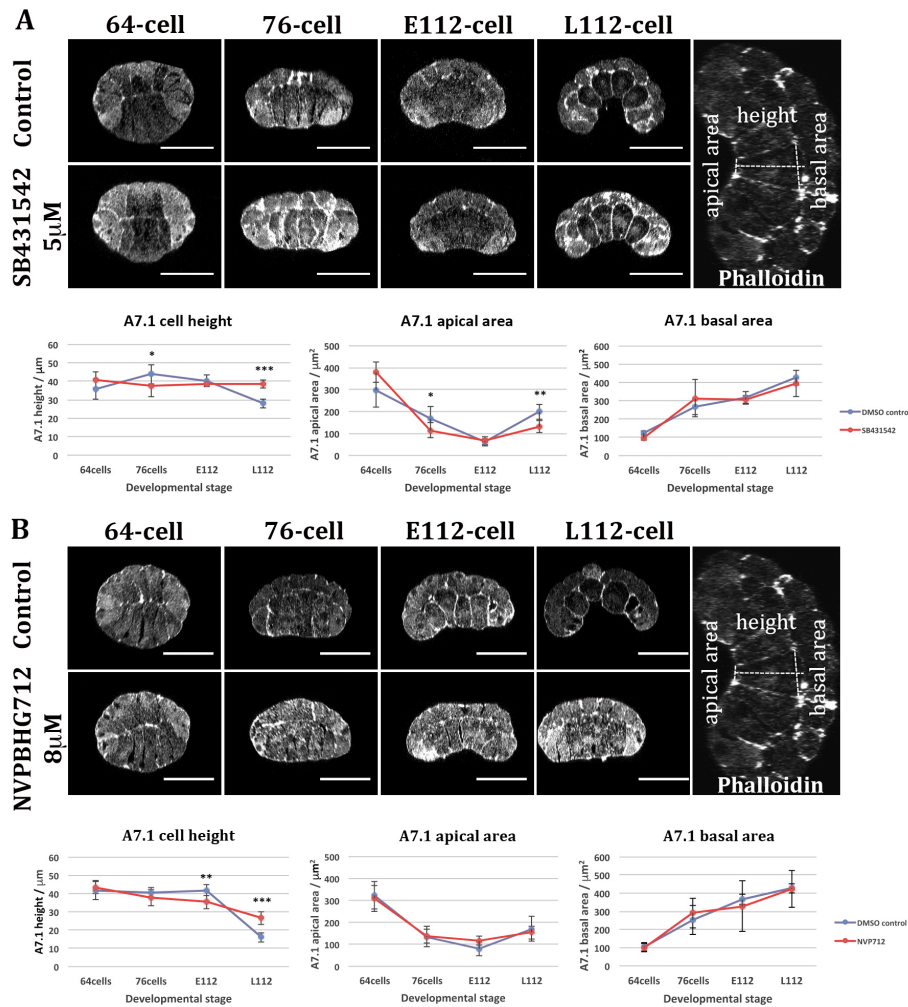 A
64-cell 76-cell E112-cell L112-cell
Control
SB431542
5μM
apical area
height
basal area
Phalloidin
A7.1 cell height
A7.1 height / μm
60
50
40
30
20
10
0
* ***
64cells 76cells E112 L112
Developmental stage
A7.1 apical area
A7.1 apical area / μm²
500
400
300
200
100
0
* **
64cells 76cells E112 L112
Developmental stage
A7.1 basal area
A7.1 basal area / μm²
600
500
400
300
200
100
0
64cells 76cells E112 L112
Developmental stage
DMSO control
SB431542
B
64-cell 76-cell E112-cell L112-cell
Control
NVPBHG712
8μM
apical area
height
basal area
Phalloidin
A7.1 cell height
A7.1 height / μm
60
50
40
30
20
10
0
** ***
64cells 76cells E112 L112
Developmental stage
A7.1 apical area
A7.1 apical area / μm²
500
400
300
200
100
0
64cells 76cells E112 L112
Developmental stage
A7.1 basal area
A7.1 basal area / μm²
600
500
400
300
200
100
0
64cells 76cells E112 L112
Developmental stage
DMSO control
NVP712